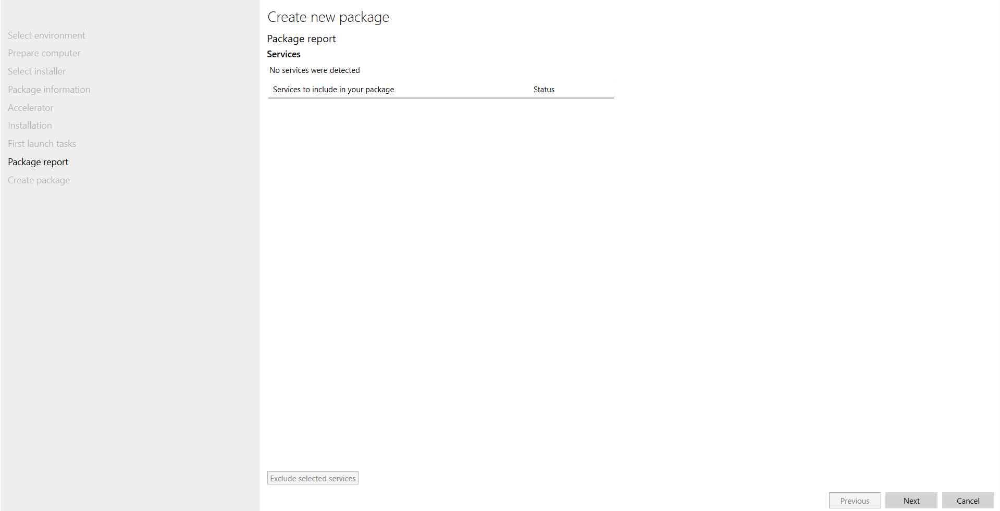 Select environment
Prepare computer
Select installer
Package information
Accelerator
Installation
First launch tasks
Package report
Create package
Create new package
Package report
Services
No services were detected
Services to include in your package Status
Exclude selected services
Previous Next Cancel